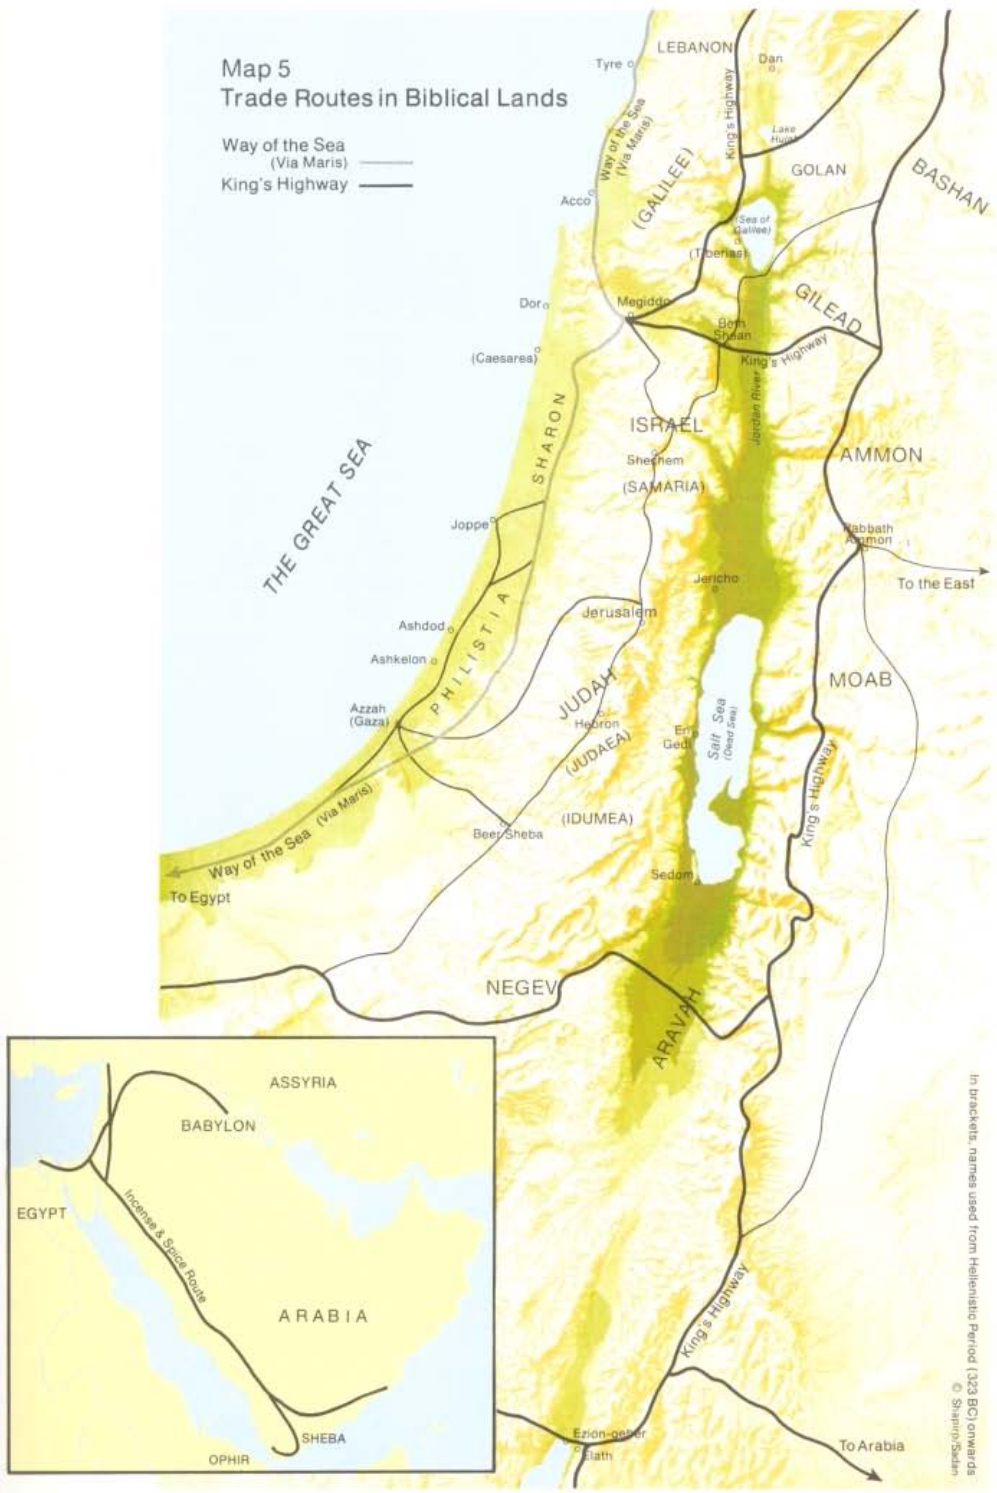 Map 5
Trade Routes in Biblical Lands
Way of the Sea
(Via Maris)
King's Highway
LEBANON
Tyre
Dan
King's Highway
Way of the Sea
(Via Maris)
Lake
(GALILEE)
GOLAN
BASHAN
Acco
(Sea of
Galilee)
(Tiberias)
GILEAD
Dor
Megiddo
Beth
Shean
(Caesarea)
King's Highway
Jordan River
SHARON
ISRAEL
THE GREAT SEA
AMMON
Shechem
(SAMARIA)
Joppe
Rabbath
Ammon
To the East
Jericho
PHILISTIA
Jerusalem
Ashdod
Ashkelon
MOAB
JUDAH
Azzah
(Gaza)
Hebron
(JUDAEA)
En
Gedi
Salt Sea
(Dead Sea)
King's Highway
Way of the Sea (Via Maris)
Beer Sheba
(IDUMEA)
Sedom
To Egypt
NEGEV
ARAVAH
ASSYRIA
BABYLON
EGYPT
Incense & Spice Route
ARABIA
SHEBA
OPHIR
King's Highway
Ezion-geber
Elath
To Arabia
In brackets, names used from Hellenistic Period (323 BC) onwards
© Shapiro/Sadan